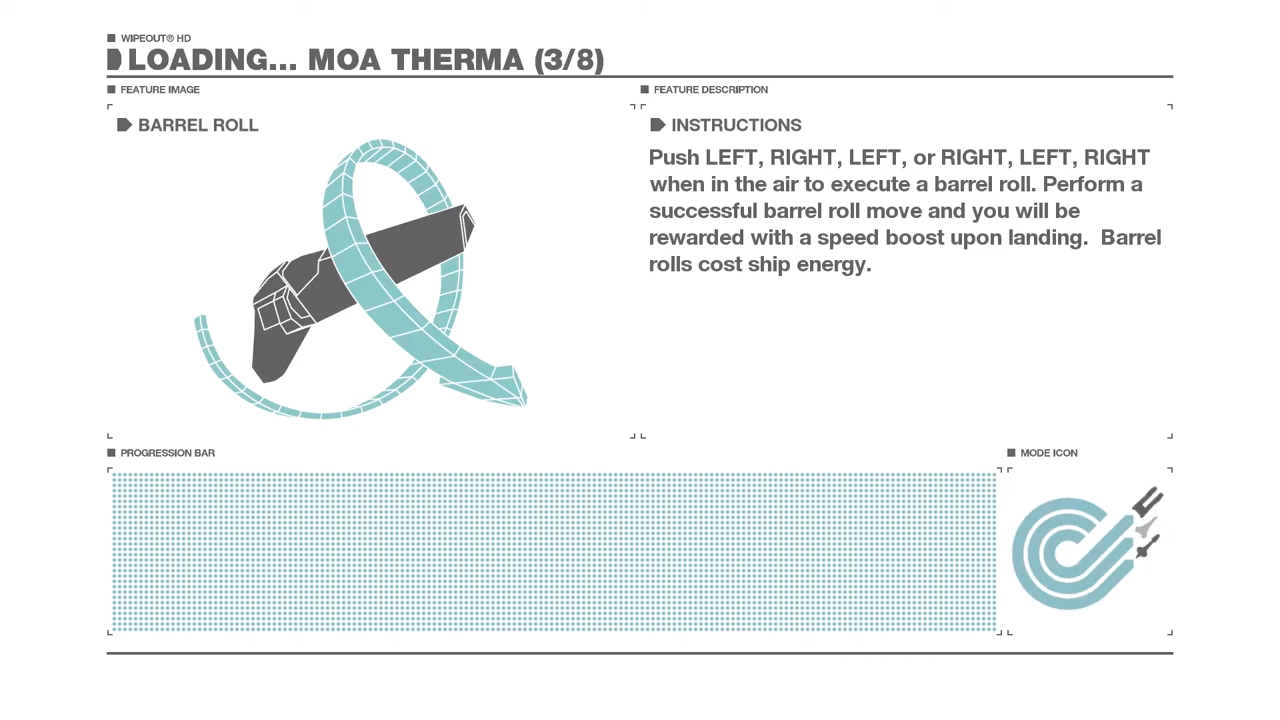 WIPEOUT® HD
LOADING... MOA THERMA (3/8)
FEATURE IMAGE
BARREL ROLL
FEATURE DESCRIPTION
INSTRUCTIONS
Push LEFT, RIGHT, LEFT, or RIGHT, LEFT, RIGHT
when in the air to execute a barrel roll. Perform a
successful barrel roll move and you will be
rewarded with a speed boost upon landing.  Barrel
rolls cost ship energy.
PROGRESSION BAR
MODE ICON